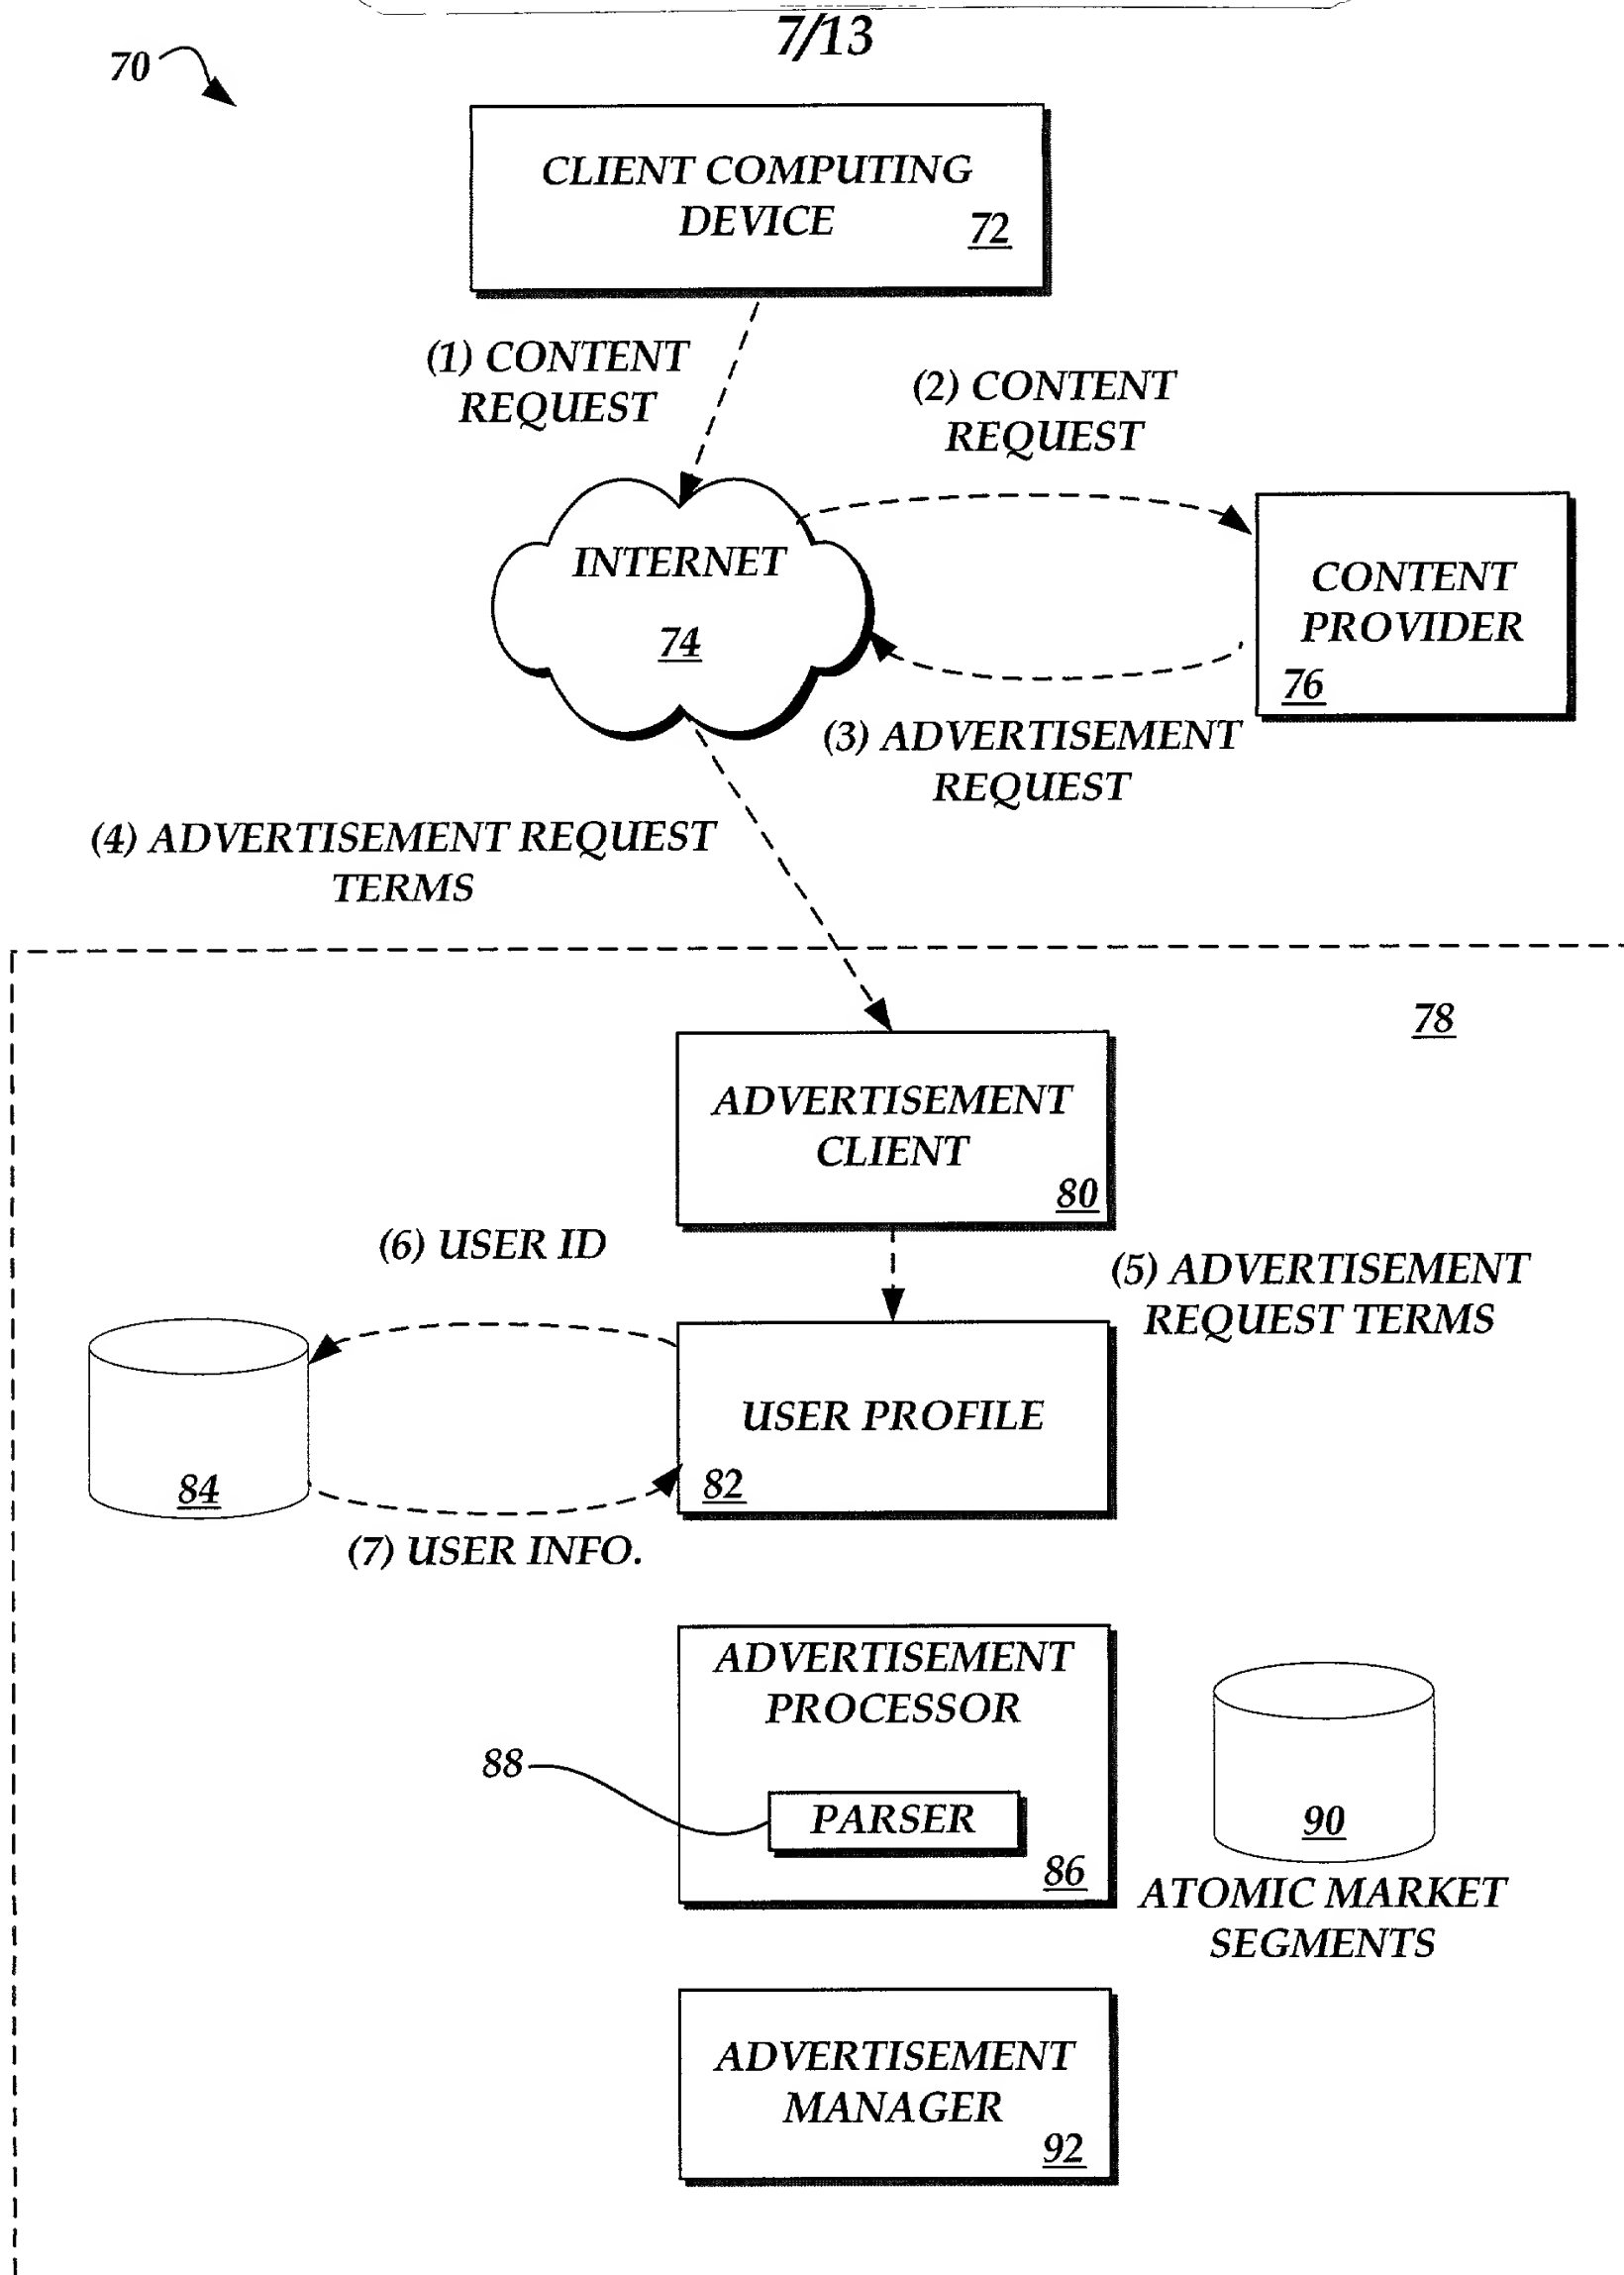 7/13
70
CLIENT COMPUTING
DEVICE
72
(1) CONTENT
REQUEST
(2) CONTENT
REQUEST
INTERNET
74
CONTENT
PROVIDER
76
(3) ADVERTISEMENT
REQUEST
(4) ADVERTISEMENT REQUEST
TERMS
78
ADVERTISEMENT
CLIENT
80
(6) USER ID
(5) ADVERTISEMENT
REQUEST TERMS
84
USER PROFILE
82
(7) USER INFO.
ADVERTISEMENT
PROCESSOR
88
PARSER
86
90
ATOMIC MARKET
SEGMENTS
ADVERTISEMENT
MANAGER
92